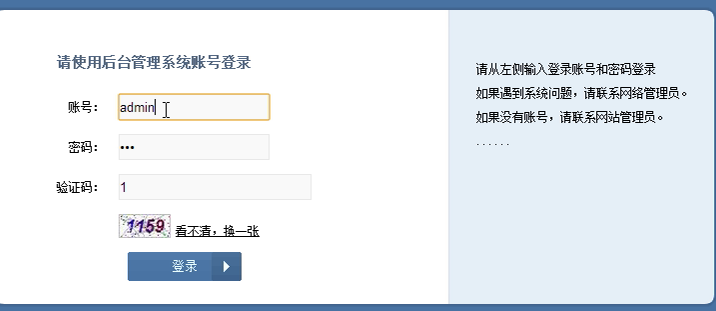 请使用后台管理系统账号登录
账号： admin
密码： •••
验证码： 1
1159 看不清，换一张
登录
请从左侧输入登录账号和密码登录
如果遇到系统问题，请联系网络管理员。
如果没有账号，请联系网站管理员。
......